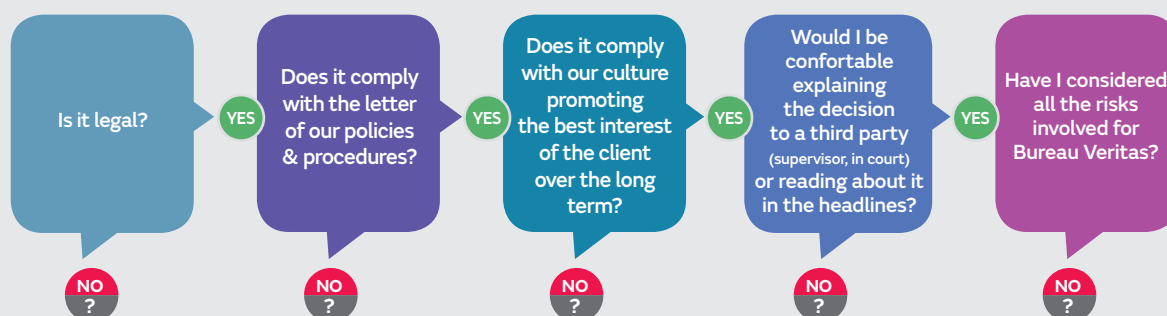 Is it legal?
YES
Does it comply
with the letter
of our policies
& procedures?
YES
Does it comply
with our culture
promoting
the best interest
of the client
over the long
term?
YES
Would I be
confortable
explaining
the decision
to a third party
(supervisor, in court)
or reading about it
in the headlines?
YES
Have I considered
all the risks
involved for
Bureau Veritas?
NO
?
NO
?
NO
?
NO
?
NO
?